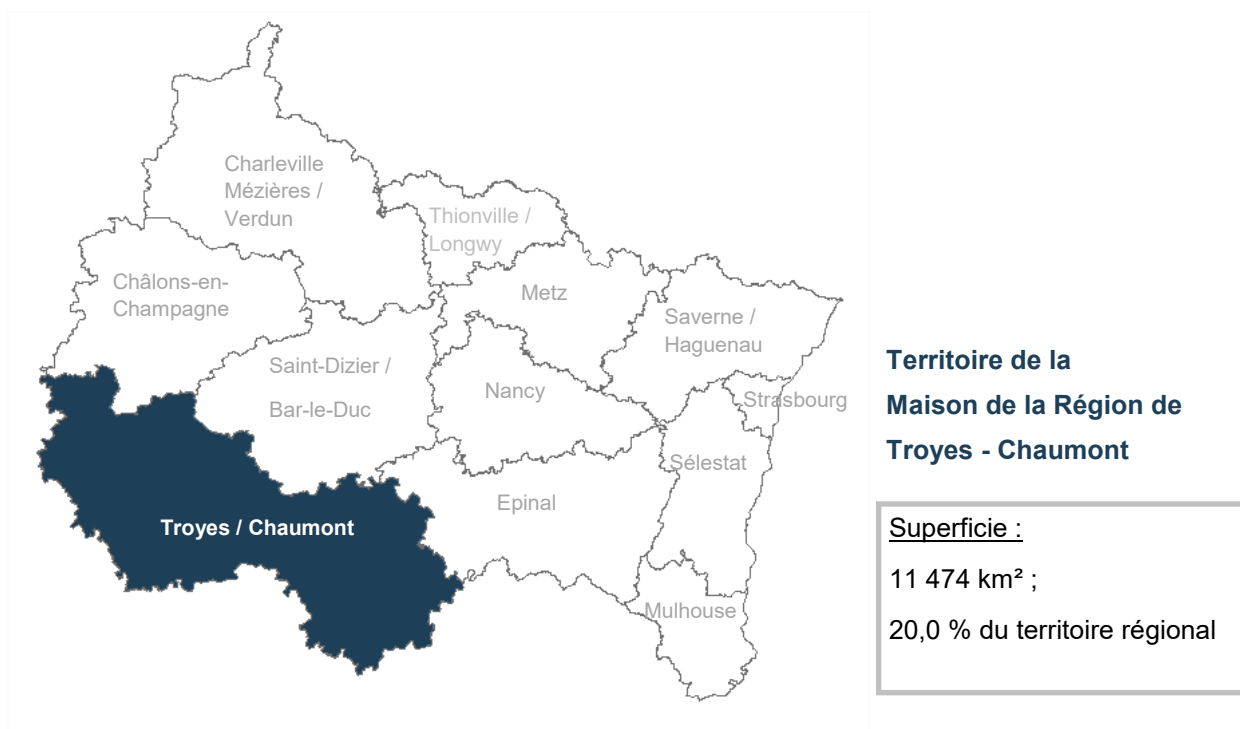 Charleville
Mézières /
Verdun
Thionville /
Longwy
Châlons-en-
Champagne
Metz
Saverne /
Haguenau
Saint-Dizier /
Bar-le-Duc
Nancy
Strasbourg
Sélestat
Epinal
Troyes / Chaumont
Mulhouse
Territoire de la
Maison de la Région de
Troyes - Chaumont
Superficie :
11 474 km² ;
20,0 % du territoire régional